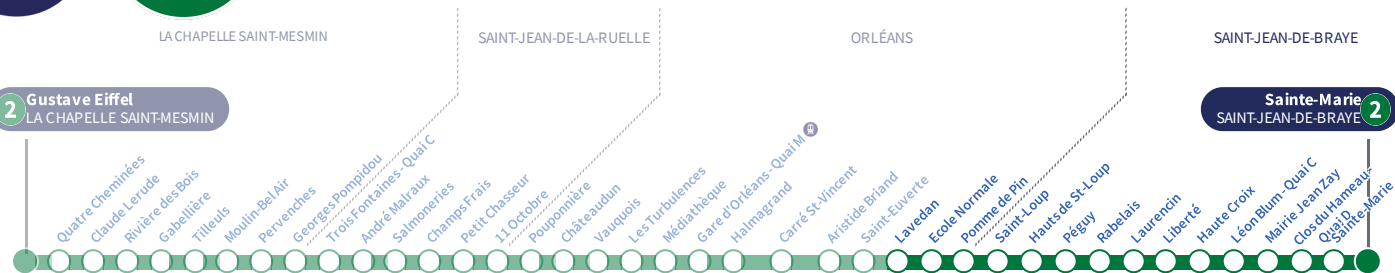 LA CHAPELLE SAINT-MESMIN
SAINT-JEAN-DE-LA-RUELLE
ORLÉANS
SAINT-JEAN-DE-BRAYE
2
Gustave Eiffel
LA CHAPELLE SAINT-MESMIN
Sainte-Marie
SAINT-JEAN-DE-BRAYE
2
Quatre Cheminées
Claude Lerude
Rivière des Bois
Gabellière
Tilleuls
Moulin-Bel Air
Pervenches
Georges Pompidou
Trois Fontaines - Quai C
André Malraux
Salmoneries
Champs Frais
Petit Chasseur
11 Octobre
Pouponnière
Châteaudun
Vauquois
Les Turbulences
Médiathèque
Gare d'Orléans - Quai M
Halmagrand
Carré St-Vincent
Aristide Briand
Saint-Euverte
Lavedan
Ecole Normale
Pomme de Pin
Saint-Loup
Hauts de St-Loup
Péguy
Rabelais
Laurencin
Liberté
Haute Croix
Léon Blum - Quai C
Mairie Jean Zay
Clos du Hameau -
Quai D
Sainte-Marie